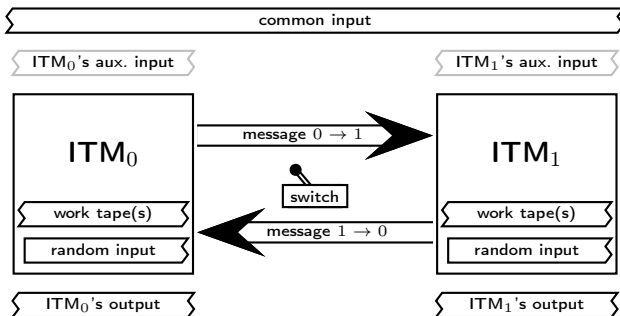 common input
ITM₀'s aux. input
ITM₁'s aux. input
message 0 → 1
ITM₀
ITM₁
switch
work tape(s)
work tape(s)
message 1 → 0
random input
random input
ITM₀'s output
ITM₁'s output